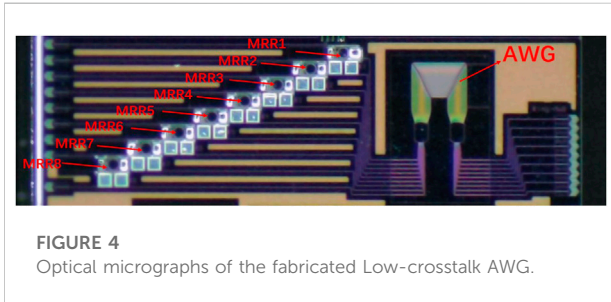 MRR1
MRR2
AWG
MRR3
MRR4
MRR5
MRR6
MRR7
MRR8
FIGURE 4
Optical micrographs of the fabricated Low-crosstalk AWG.